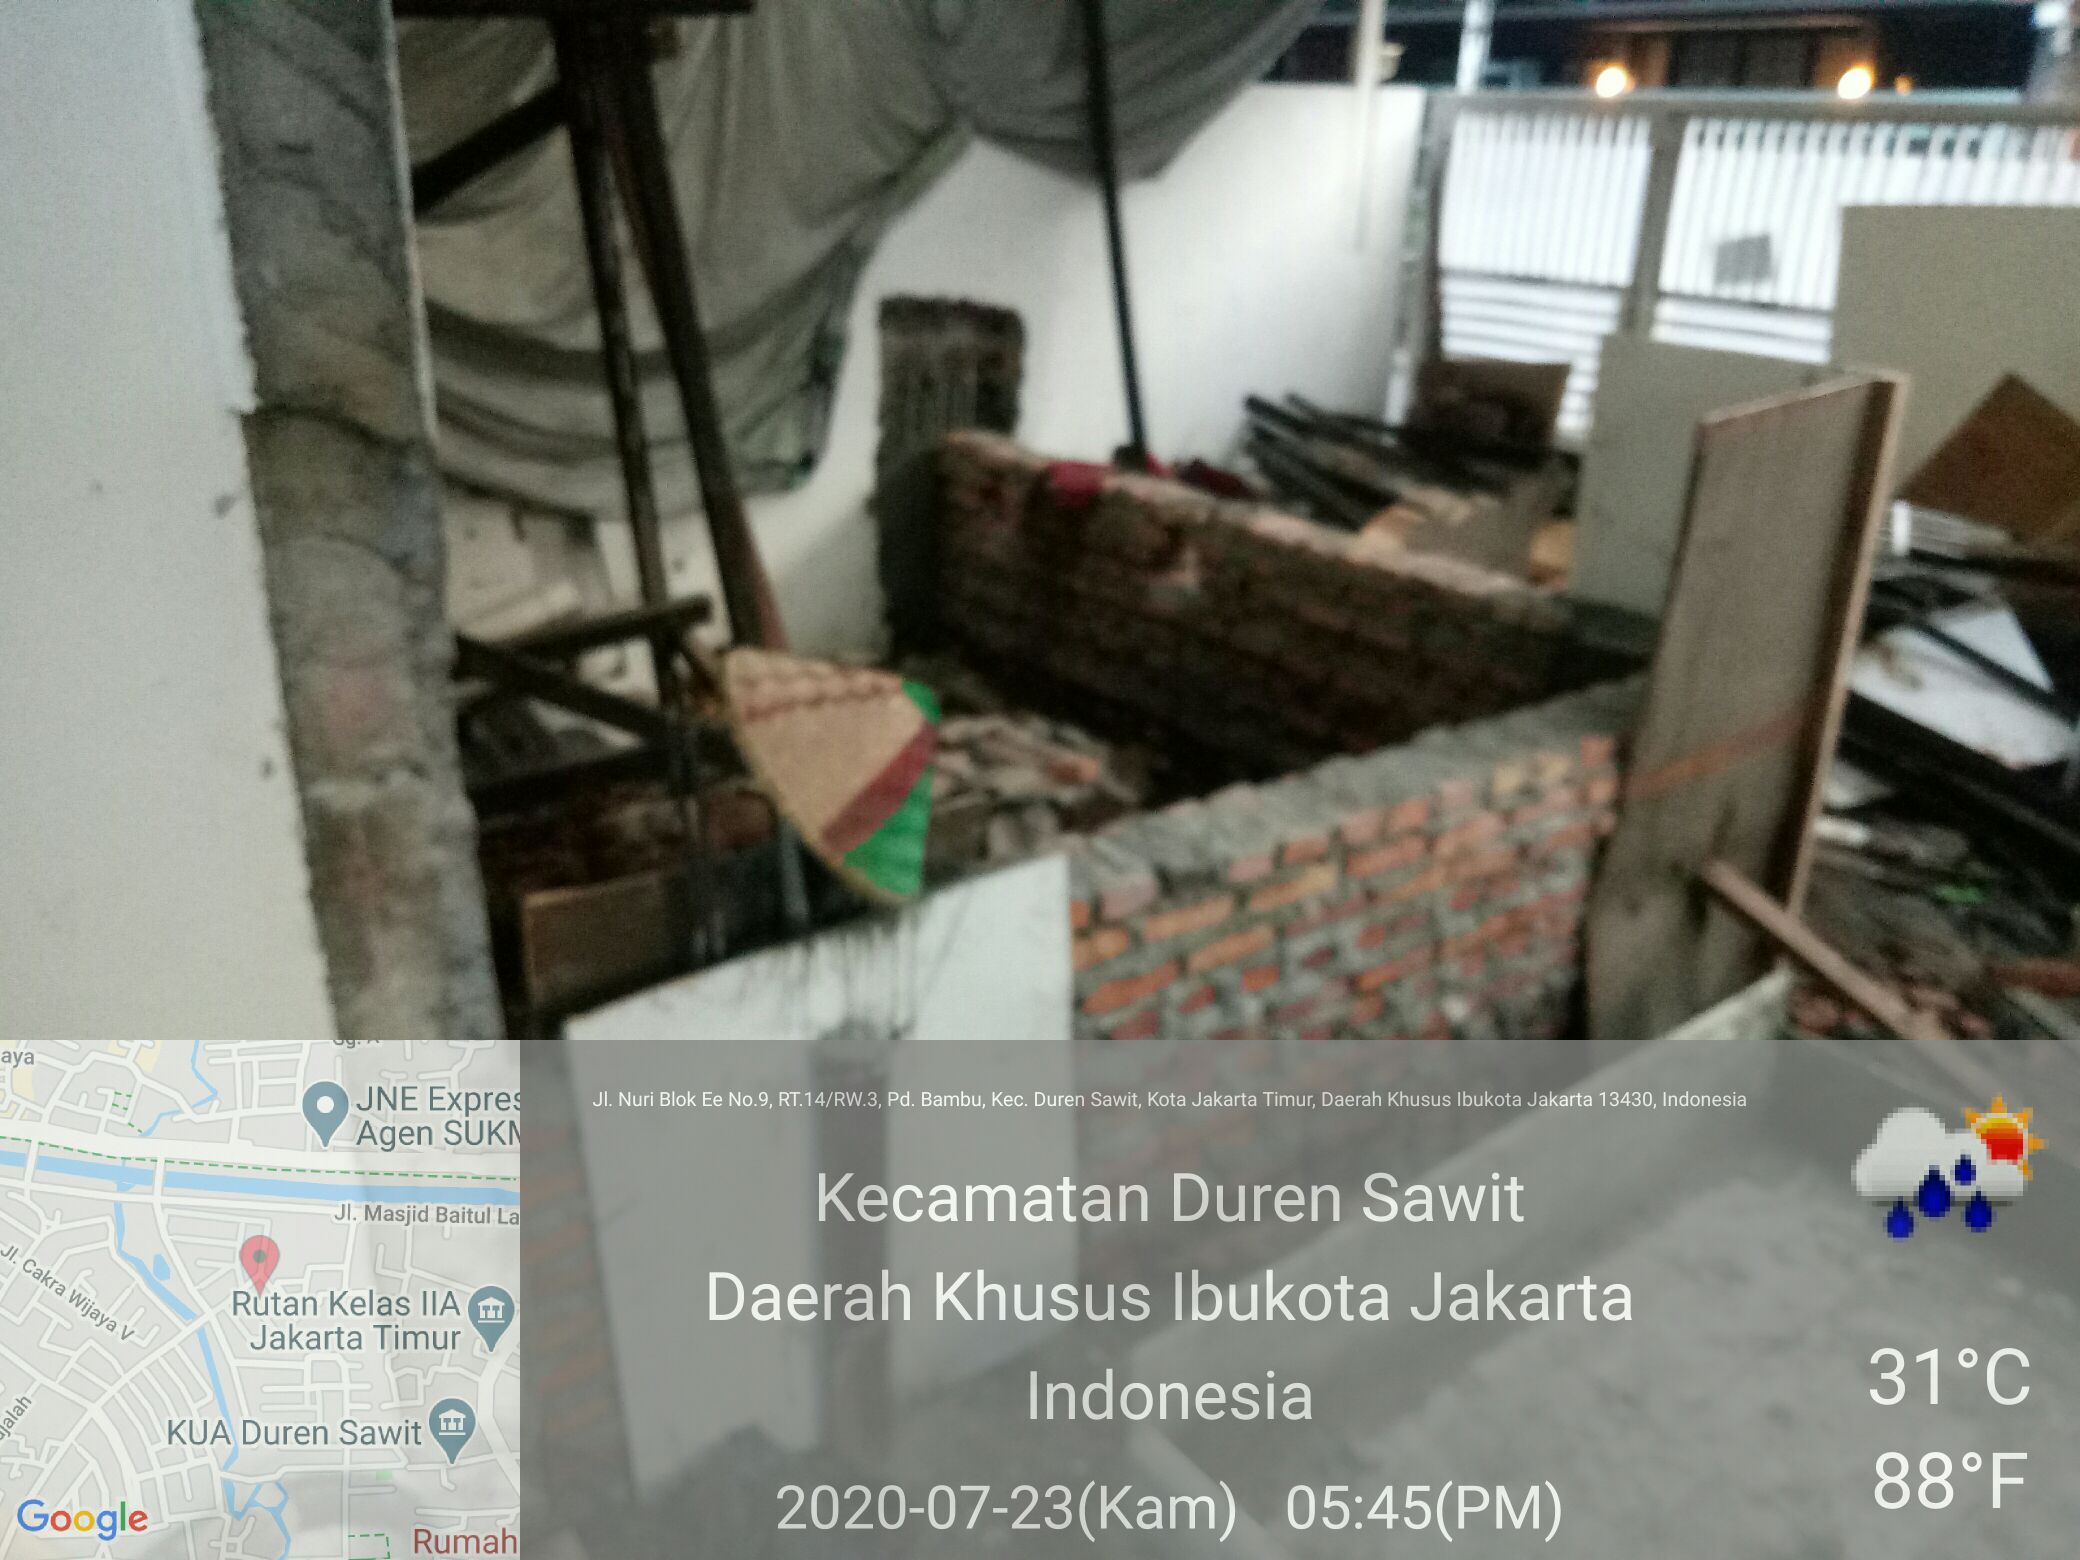 Jl. Nuri Blok Ee No.9, RT.14/RW.3, Pd. Bambu, Kec. Duren Sawit, Kota Jakarta Timur, Daerah Khusus Ibukota Jakarta 13430, Indonesia
Kecamatan Duren Sawit
Daerah Khusus Ibukota Jakarta
Indonesia
2020-07-23(Kam) 05:45(PM)
31°C
88°F
aya
JNE Expres
Agen SUKM
Jl. Masjid Baitul La
Jl. Cakra Wijaya V
Rutan Kelas IIA
Jakarta Timur
KUA Duren Sawit
Google
Rumah